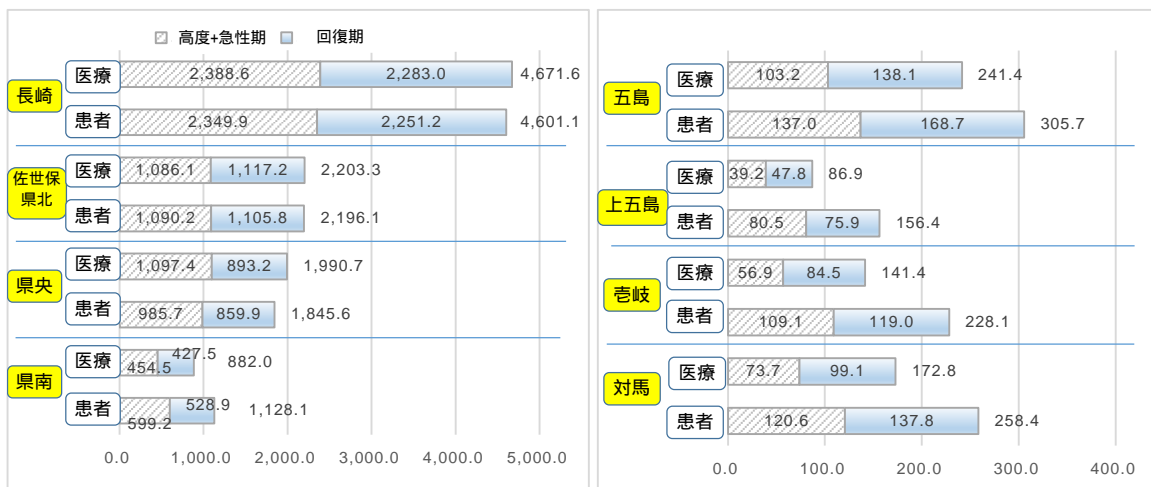 高度+急性期 回復期
長崎
医療 2,388.6 2,283.0 4,671.6
患者 2,349.9 2,251.2 4,601.1
佐世保
県北
医療 1,086.1 1,117.2 2,203.3
患者 1,090.2 1,105.8 2,196.1
県央
医療 1,097.4 893.2 1,990.7
患者 985.7 859.9 1,845.6
県南
医療 454.5 427.5 882.0
患者 599.2 528.9 1,128.1
0.0 1,000.0 2,000.0 3,000.0 4,000.0 5,000.0
五島
医療 103.2 138.1 241.4
患者 137.0 168.7 305.7
上五島
医療 39.2 47.8 86.9
患者 80.5 75.9 156.4
壱岐
医療 56.9 84.5 141.4
患者 109.1 119.0 228.1
対馬
医療 73.7 99.1 172.8
患者 120.6 137.8 258.4
0.0 100.0 200.0 300.0 400.0